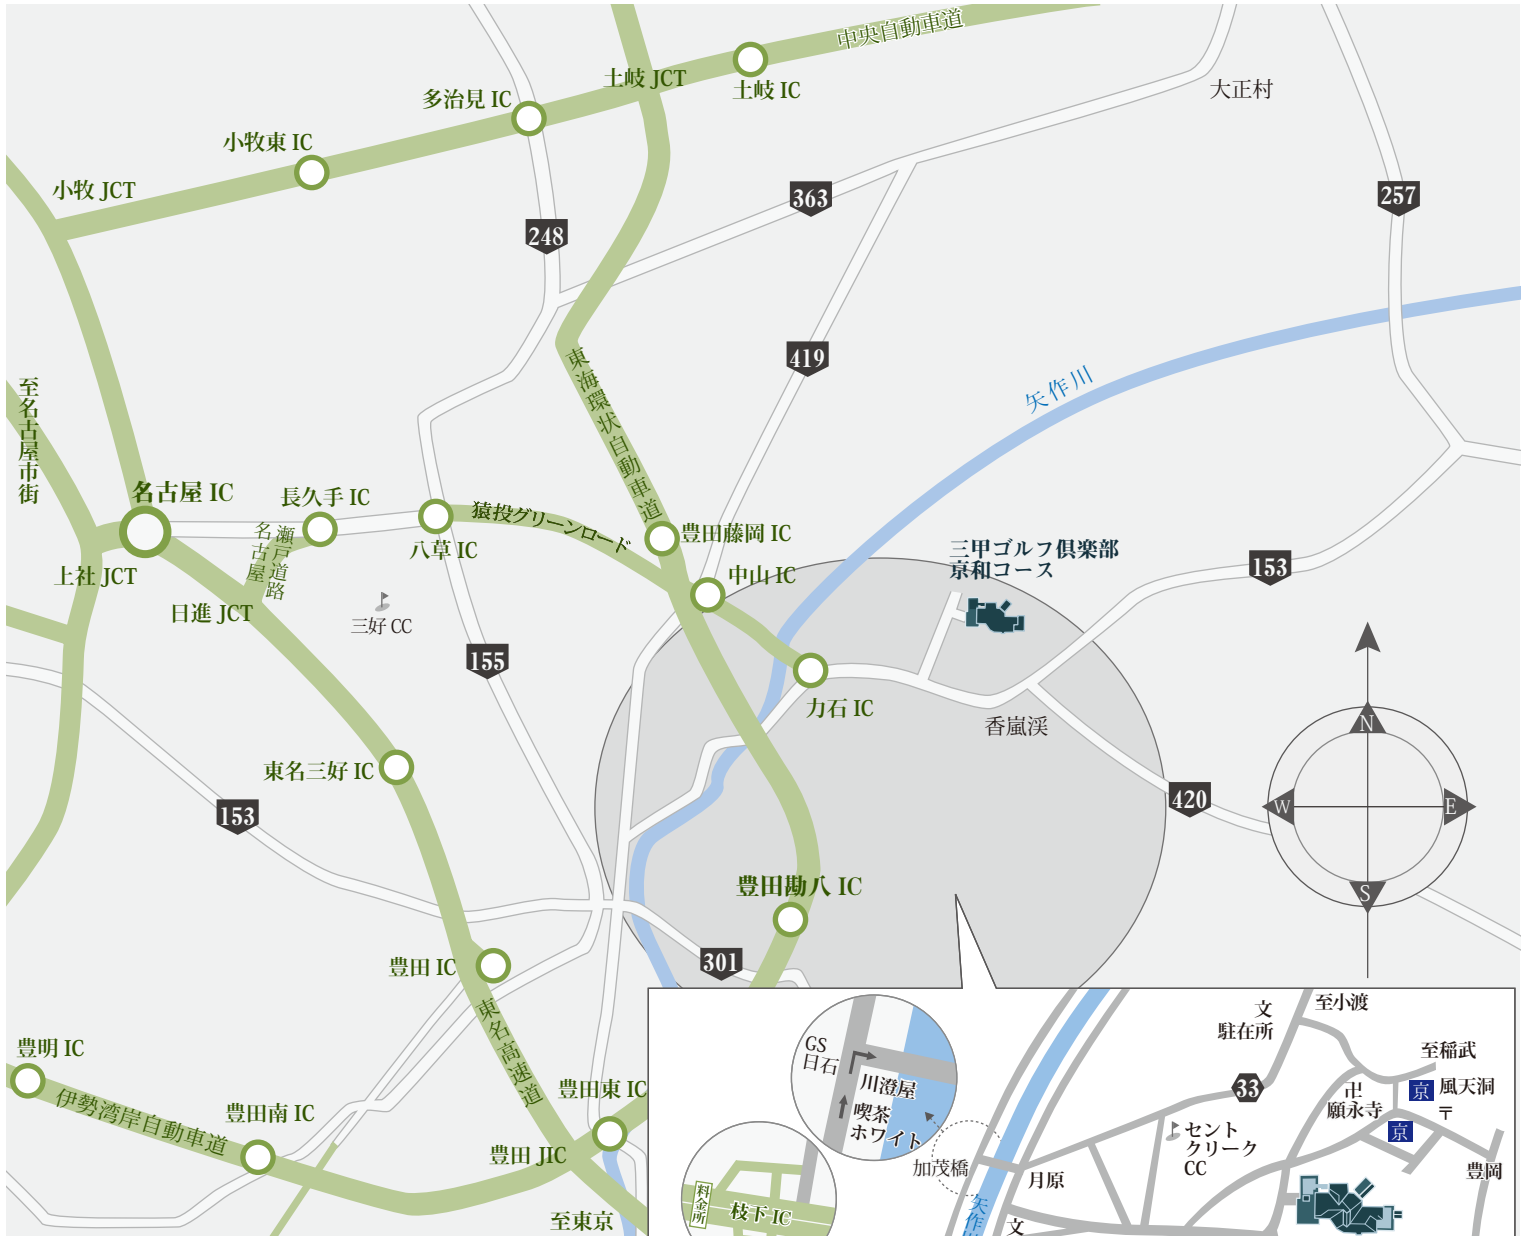 中央自動車道
土岐 JCT
土岐 IC
多治見 IC
大正村
小牧東 IC
小牧 JCT
363
257
248
419
東海環状自動車道
矢作川
至名古屋市街
名古屋 IC
長久手 IC
八草 IC
猿投グリーンロード
豊田藤岡 IC
三甲ゴルフ倶楽部
京和コース
153
名古屋
瀬戸道路
上社 JCT
日進 JCT
中山 IC
三好 CC
155
力石 IC
香嵐渓
N
W
E
S
東名三好 IC
153
420
豊田勘八 IC
豊田 IC
301
東名高速道
豊明 IC
伊勢湾岸自動車道
豊田南 IC
豊田東 IC
豊田 JIC
至東京
GS
日石
川澄屋
喫茶
ホワイト
加茂橋
料金所
枝下 IC
文
駐在所
至小渡
至稲武
33
卍
願永寺
京
風天洞
〒
京
セント
クリーク
CC
豊岡
月原
矢作川
文